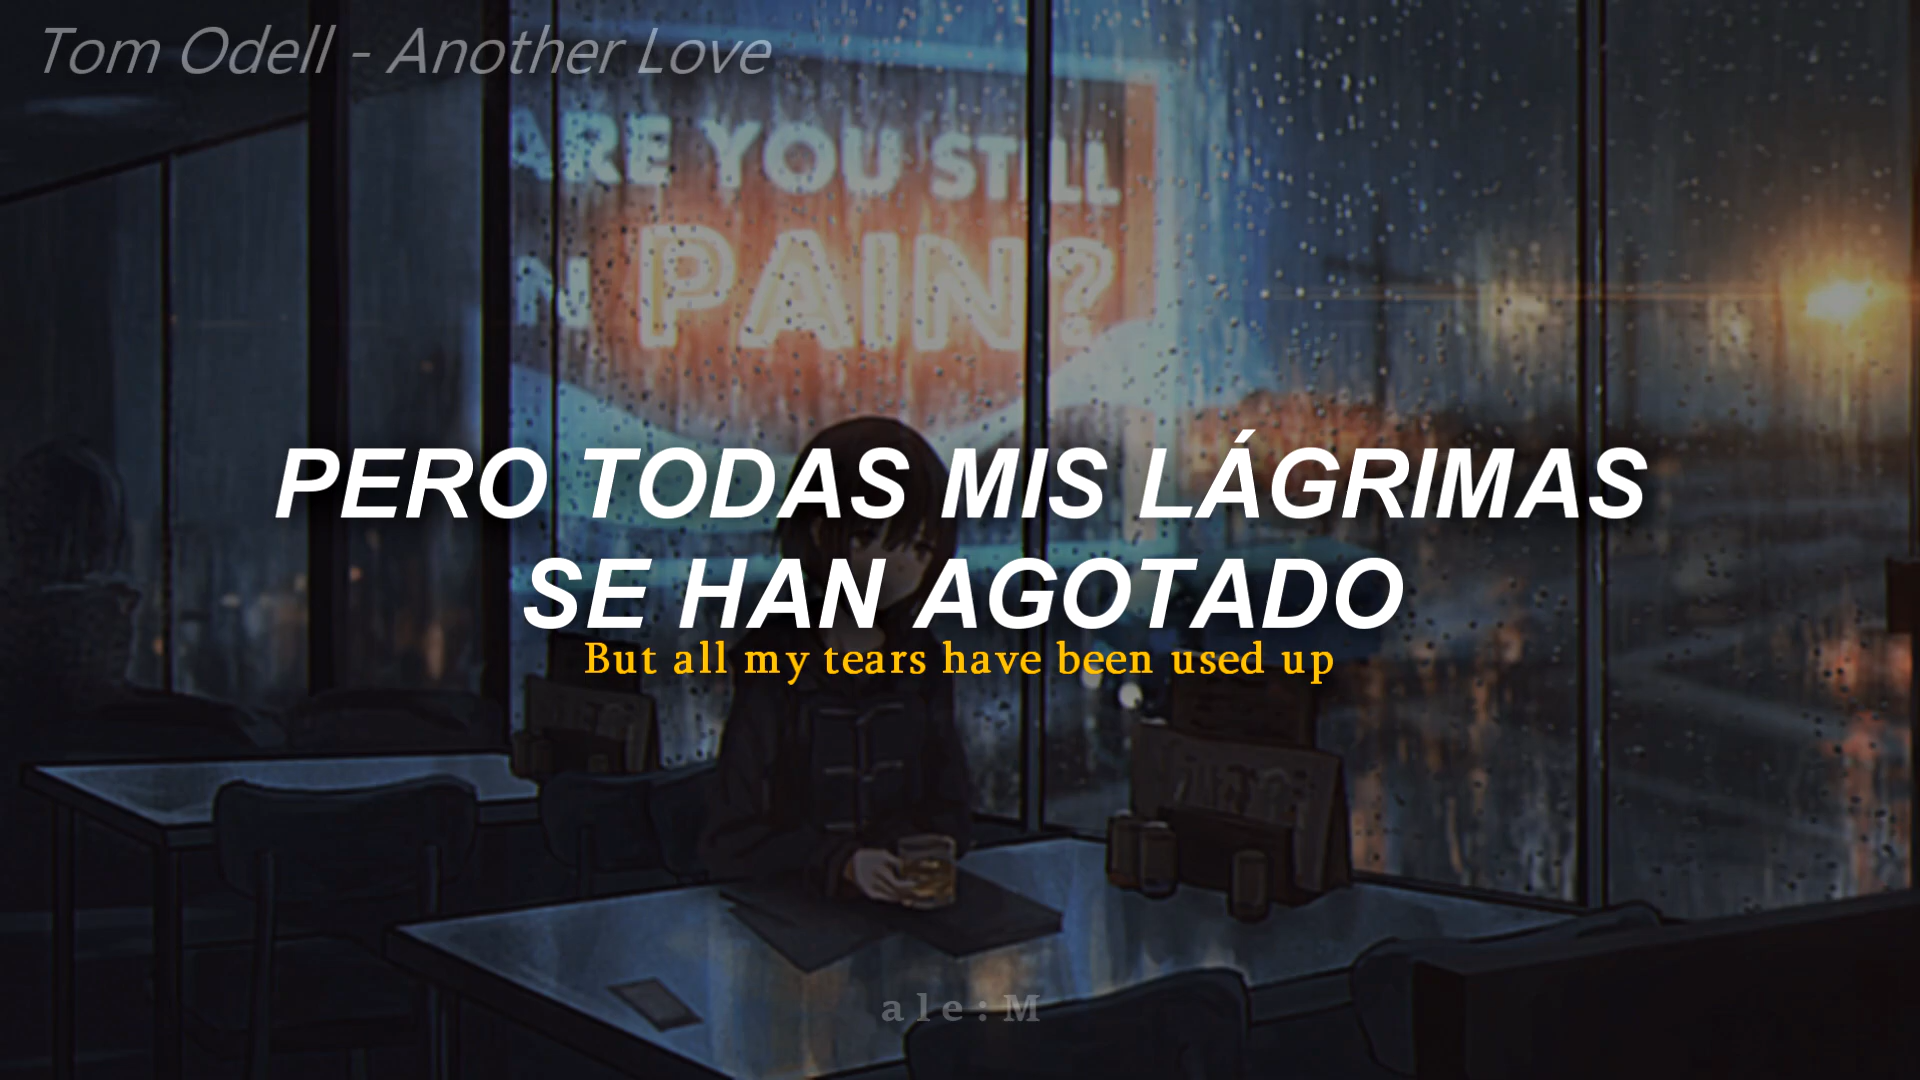 Tom Odell - Another Love
ARE YOU STILL
N PAIN?
PERO TODAS MIS LÁGRIMAS
SE HAN AGOTADO
But all my tears have been used up
ale:M